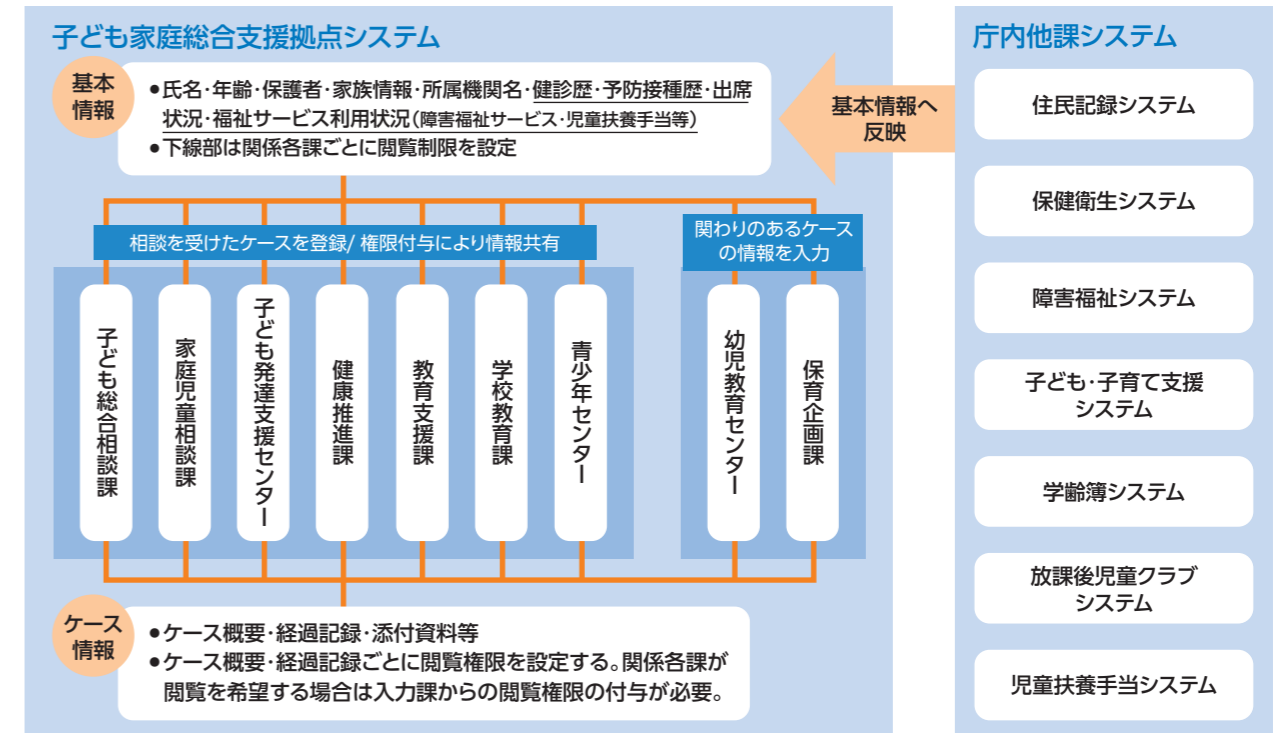 子ども家庭総合支援拠点システム
基本
情報
●氏名・年齢・保護者・家族情報・所属機関名・健診歴・予防接種歴・出席
状況・福祉サービス利用状況(障害福祉サービス・児童扶養手当等)
●下線部は関係各課ごとに閲覧制限を設定
基本情報へ
反映
相談を受けたケースを登録/ 権限付与により情報共有
関わりのあるケース
の情報を入力
子ども総合相談課
家庭児童相談課
子ども発達支援センター
健康推進課
教育支援課
学校教育課
青少年センター
幼児教育センター
保育企画課
ケース
情報
●ケース概要・経過記録・添付資料等
●ケース概要・経過記録ごとに閲覧権限を設定する。関係各課が
閲覧を希望する場合は入力課からの閲覧権限の付与が必要。
庁内他課システム
住民記録システム
保健衛生システム
障害福祉システム
子ども・子育て支援
システム
学齢簿システム
放課後児童クラブ
システム
児童扶養手当システム